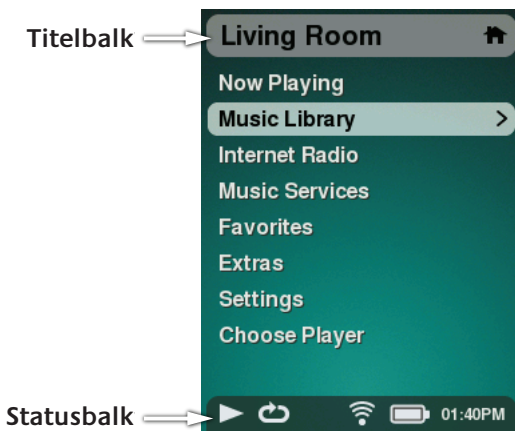 Titelbalk
Living Room
Now Playing
Music Library
Internet Radio
Music Services
Favorites
Extras
Settings
Choose Player
Statusbalk
01:40PM